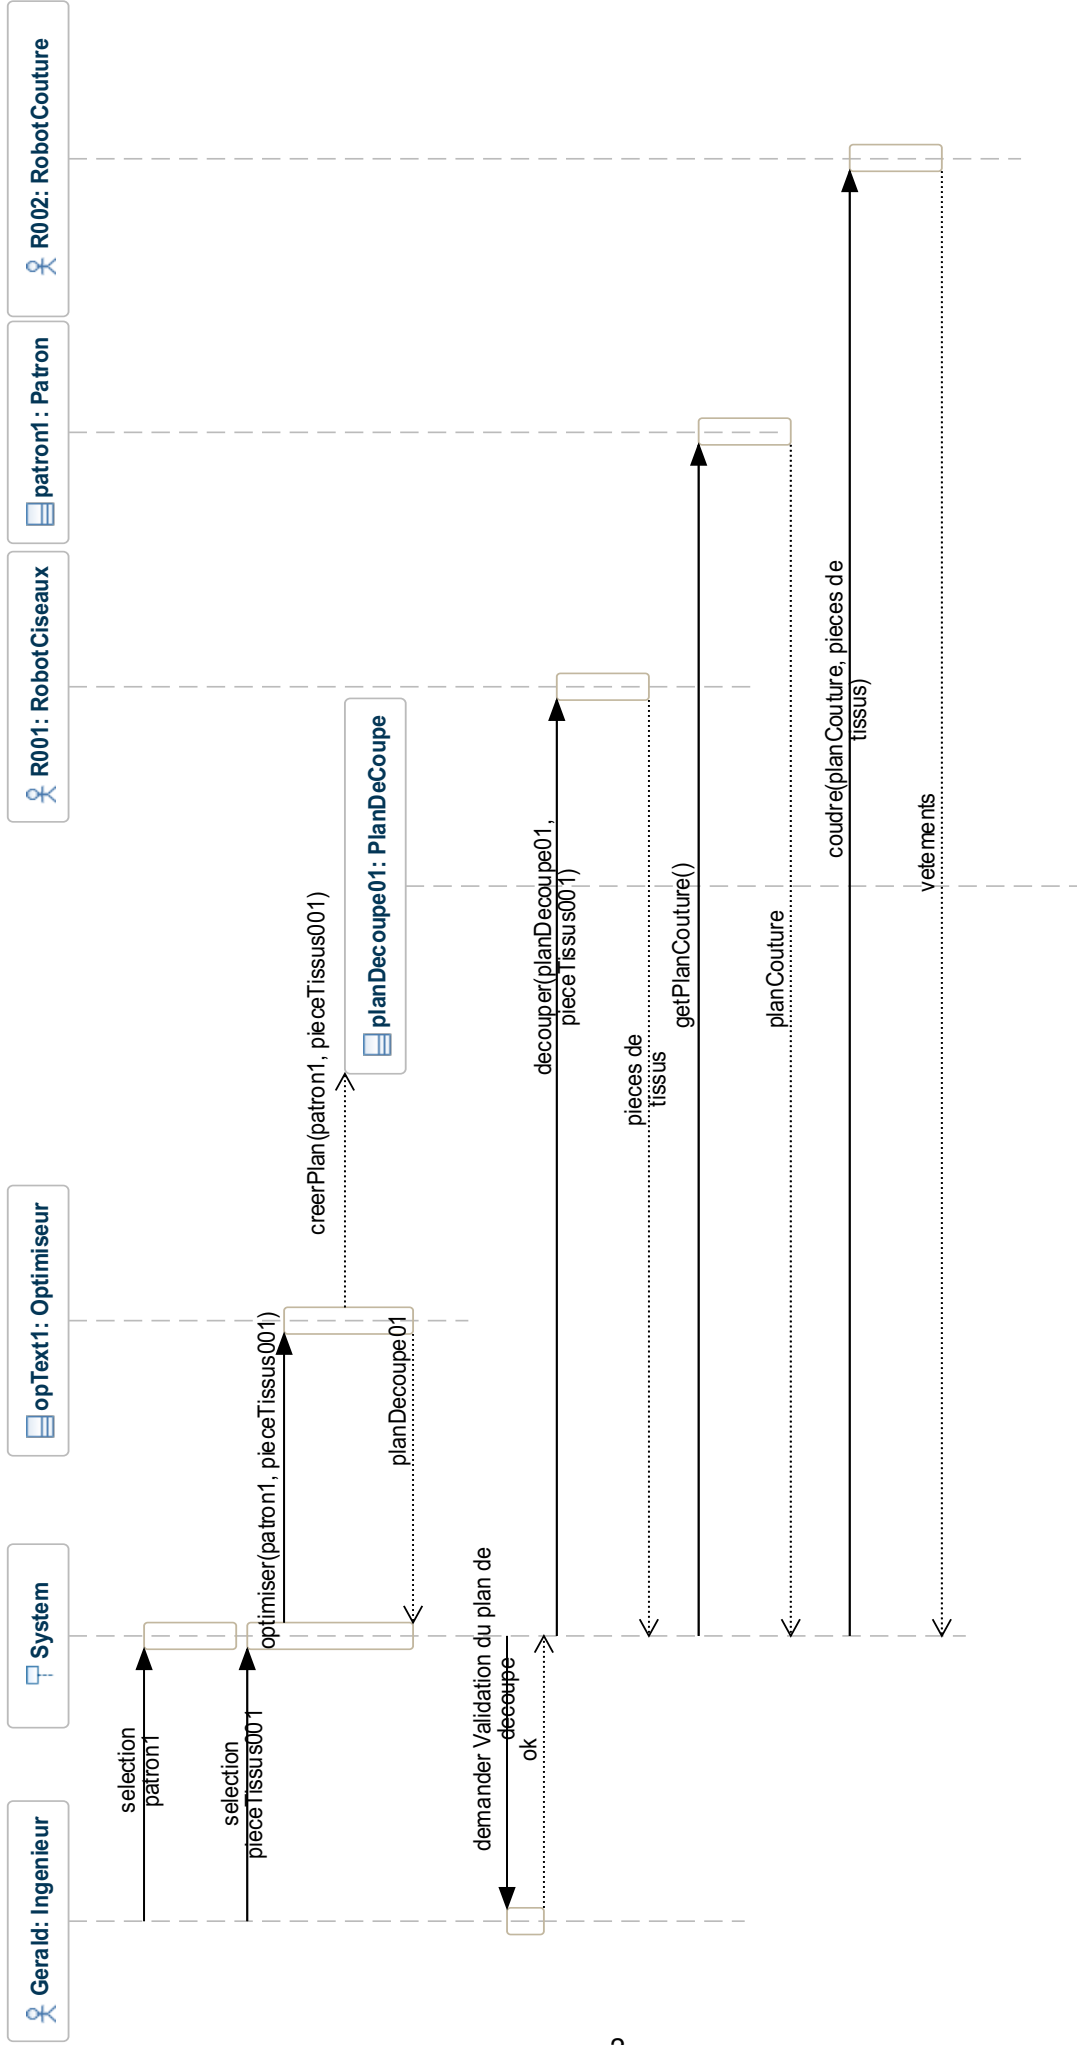 Gerald: Ingenieur
System
opText1: Optimiseur
R001: RobotCiseaux
patron1 : Patron
R002: RobotCouture
selection
patron1
selection
pieceTissus001
optimiser(patron1, pieceTissus001)
creerPlan(patron1, pieceTissus001)
planDecoupe01: PlanDeCoupe
planDecoupe01
demander Validation du plan de
decoupe
ok
decouper(planDecoupe01,
pieceTissus001)
pieces de
tissus
getPlanCouture()
planCouture
coudre(planCouture, pieces de
tissus)
vetements